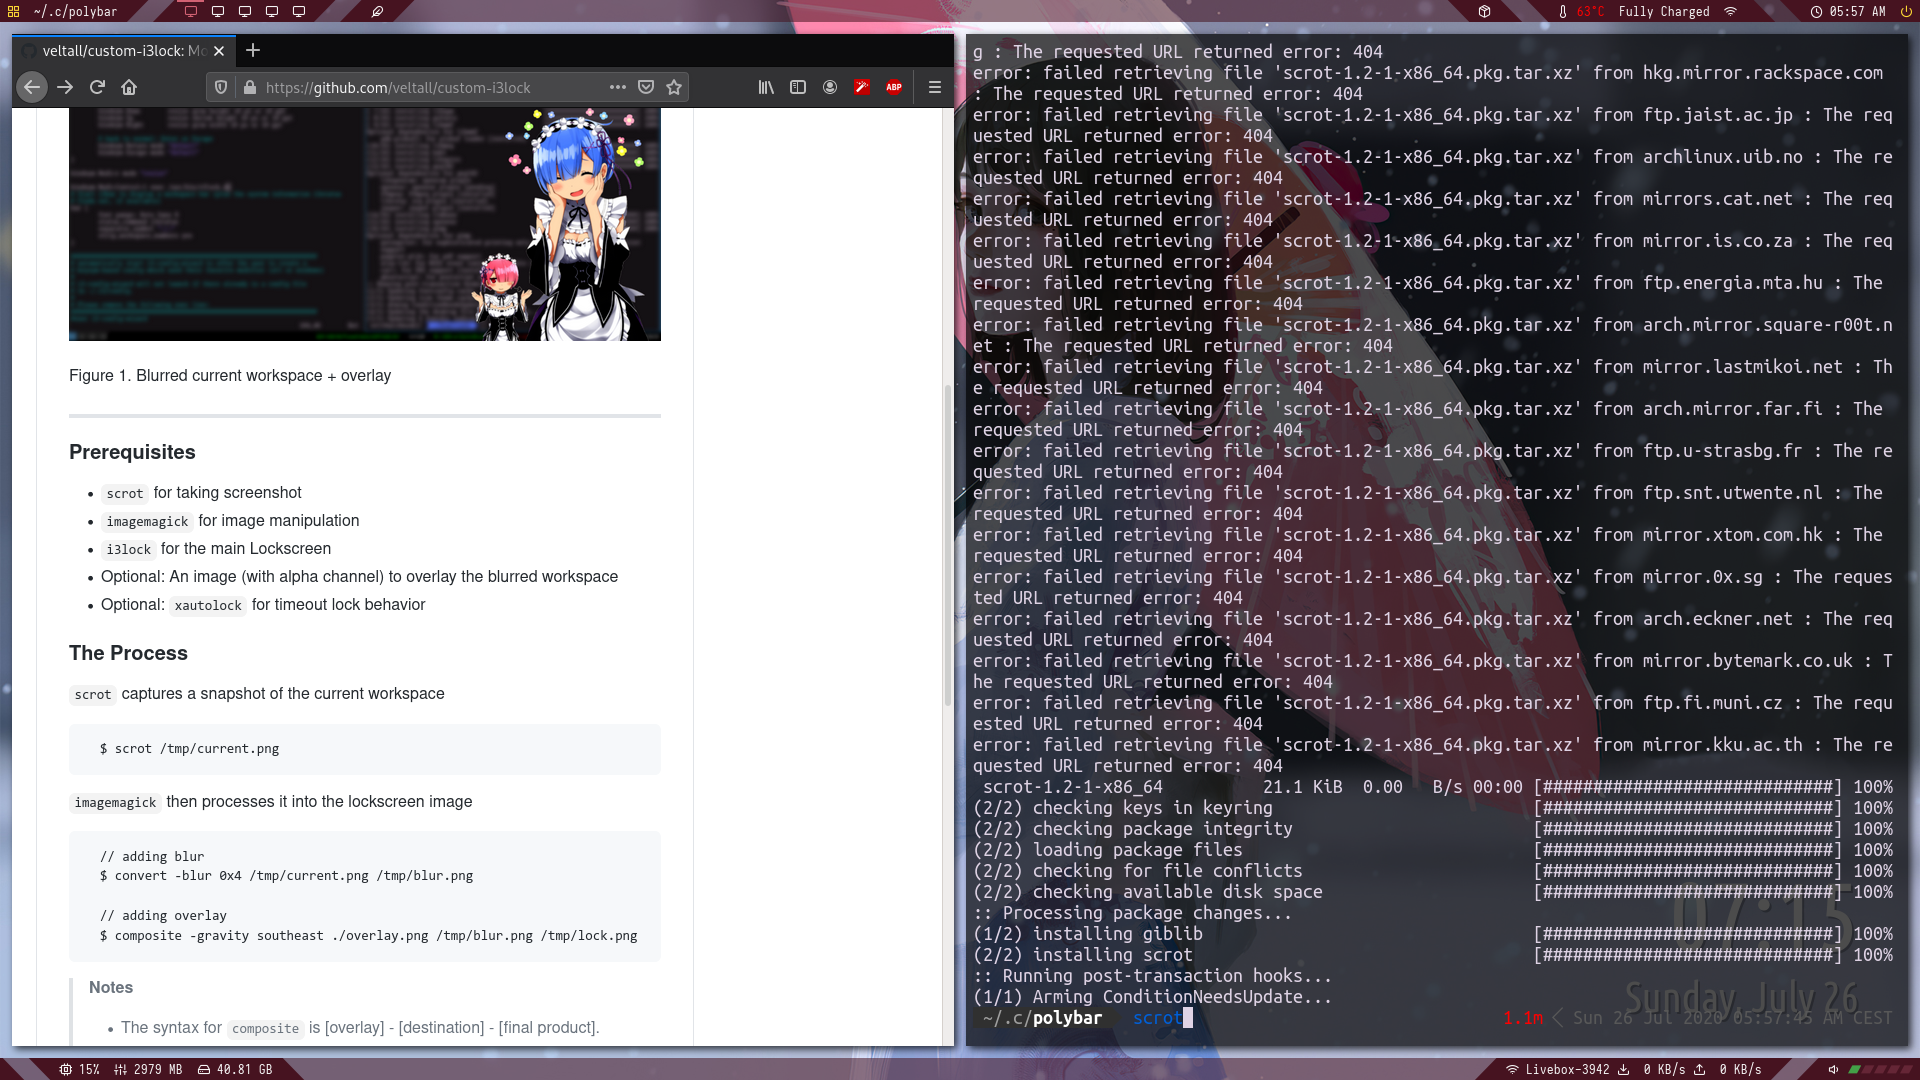 ~/.c/polybar
63°C Fully Charged
05:57 AM
veltall/custom-i3lock: Mo
https://github.com/veltall/custom-i3lock
ABP
Figure 1. Blurred current workspace + overlay
Prerequisites
scrot for taking screenshot
imagemagick for image manipulation
i3lock for the main Lockscreen
Optional: An image (with alpha channel) to overlay the blurred workspace
Optional: xautolock for timeout lock behavior
The Process
scrot captures a snapshot of the current workspace
$ scrot /tmp/current.png
imagemagick then processes it into the lockscreen image
// adding blur
$ convert -blur 0x4 /tmp/current.png /tmp/blur.png
// adding overlay
$ composite -gravity southeast ./overlay.png /tmp/blur.png /tmp/lock.png
Notes
The syntax for composite is [overlay] - [destination] - [final product].
g : The requested URL returned error: 404
error: failed retrieving file 'scrot-1.2-1-x86_64.pkg.tar.xz' from hkg.mirror.rackspace.com
: The requested URL returned error: 404
error: failed retrieving file 'scrot-1.2-1-x86_64.pkg.tar.xz' from ftp.jaist.ac.jp : The req
uested URL returned error: 404
error: failed retrieving file 'scrot-1.2-1-x86_64.pkg.tar.xz' from archlinux.uib.no : The re
quested URL returned error: 404
error: failed retrieving file 'scrot-1.2-1-x86_64.pkg.tar.xz' from mirrors.cat.net : The req
uested URL returned error: 404
error: failed retrieving file 'scrot-1.2-1-x86_64.pkg.tar.xz' from mirror.is.co.za : The req
uested URL returned error: 404
error: failed retrieving file 'scrot-1.2-1-x86_64.pkg.tar.xz' from ftp.energia.mta.hu : The
requested URL returned error: 404
error: failed retrieving file 'scrot-1.2-1-x86_64.pkg.tar.xz' from arch.mirror.square-r00t.n
et : The requested URL returned error: 404
error: failed retrieving file 'scrot-1.2-1-x86_64.pkg.tar.xz' from mirror.lastmikoi.net : Th
e requested URL returned error: 404
error: failed retrieving file 'scrot-1.2-1-x86_64.pkg.tar.xz' from arch.mirror.far.fi : The
requested URL returned error: 404
error: failed retrieving file 'scrot-1.2-1-x86_64.pkg.tar.xz' from ftp.u-strasbg.fr : The re
quested URL returned error: 404
error: failed retrieving file 'scrot-1.2-1-x86_64.pkg.tar.xz' from ftp.snt.utwente.nl : The
requested URL returned error: 404
error: failed retrieving file 'scrot-1.2-1-x86_64.pkg.tar.xz' from mirror.xtom.com.hk : The
requested URL returned error: 404
error: failed retrieving file 'scrot-1.2-1-x86_64.pkg.tar.xz' from mirror.0x.sg : The reques
ted URL returned error: 404
error: failed retrieving file 'scrot-1.2-1-x86_64.pkg.tar.xz' from arch.eckner.net : The req
uested URL returned error: 404
error: failed retrieving file 'scrot-1.2-1-x86_64.pkg.tar.xz' from mirror.bytemark.co.uk : T
he requested URL returned error: 404
error: failed retrieving file 'scrot-1.2-1-x86_64.pkg.tar.xz' from ftp.fi.muni.cz : The requ
ested URL returned error: 404
error: failed retrieving file 'scrot-1.2-1-x86_64.pkg.tar.xz' from mirror.kku.ac.th : The re
quested URL returned error: 404
scrot-1.2-1-x86_64 21.1 KiB 0.00 B/s 00:00 [#############################] 100%
(2/2) checking keys in keyring [#############################] 100%
(2/2) checking package integrity [#############################] 100%
(2/2) loading package files [#############################] 100%
(2/2) checking for file conflicts [#############################] 100%
(2/2) checking available disk space [#############################] 100%
:: Processing package changes...
(1/2) installing giblib [#############################] 100%
(2/2) installing scrot [#############################] 100%
:: Running post-transaction hooks...
(1/1) Arming ConditionNeedsUpdate...
~/.c/polybar scrot 1.1m < Sun 26 Jul 2020 05:57:45 AM CEST
07:15
Sunday, July 26
15% 2979 MB 40.81 GB
Livebox-3942 0 KB/s 0 KB/s